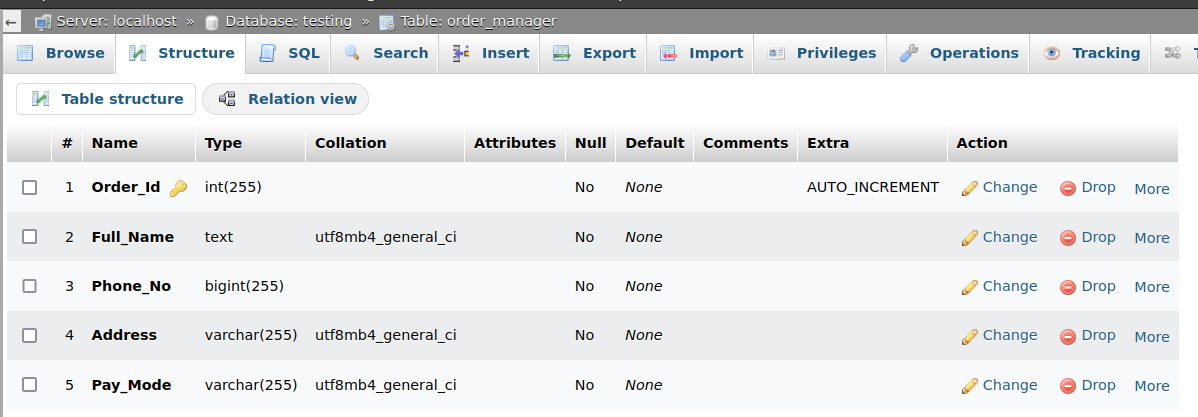 ← Server: localhost » Database: testing » Table: order_manager
Browse Structure SQL Search Insert Export Import Privileges Operations Tracking
Table structure Relation view
# Name Type Collation Attributes Null Default Comments Extra Action
1 Order_Id int(255) No None AUTO_INCREMENT Change Drop More
2 Full_Name text utf8mb4_general_ci No None Change Drop More
3 Phone_No bigint(255) No None Change Drop More
4 Address varchar(255) utf8mb4_general_ci No None Change Drop More
5 Pay_Mode varchar(255) utf8mb4_general_ci No None Change Drop More